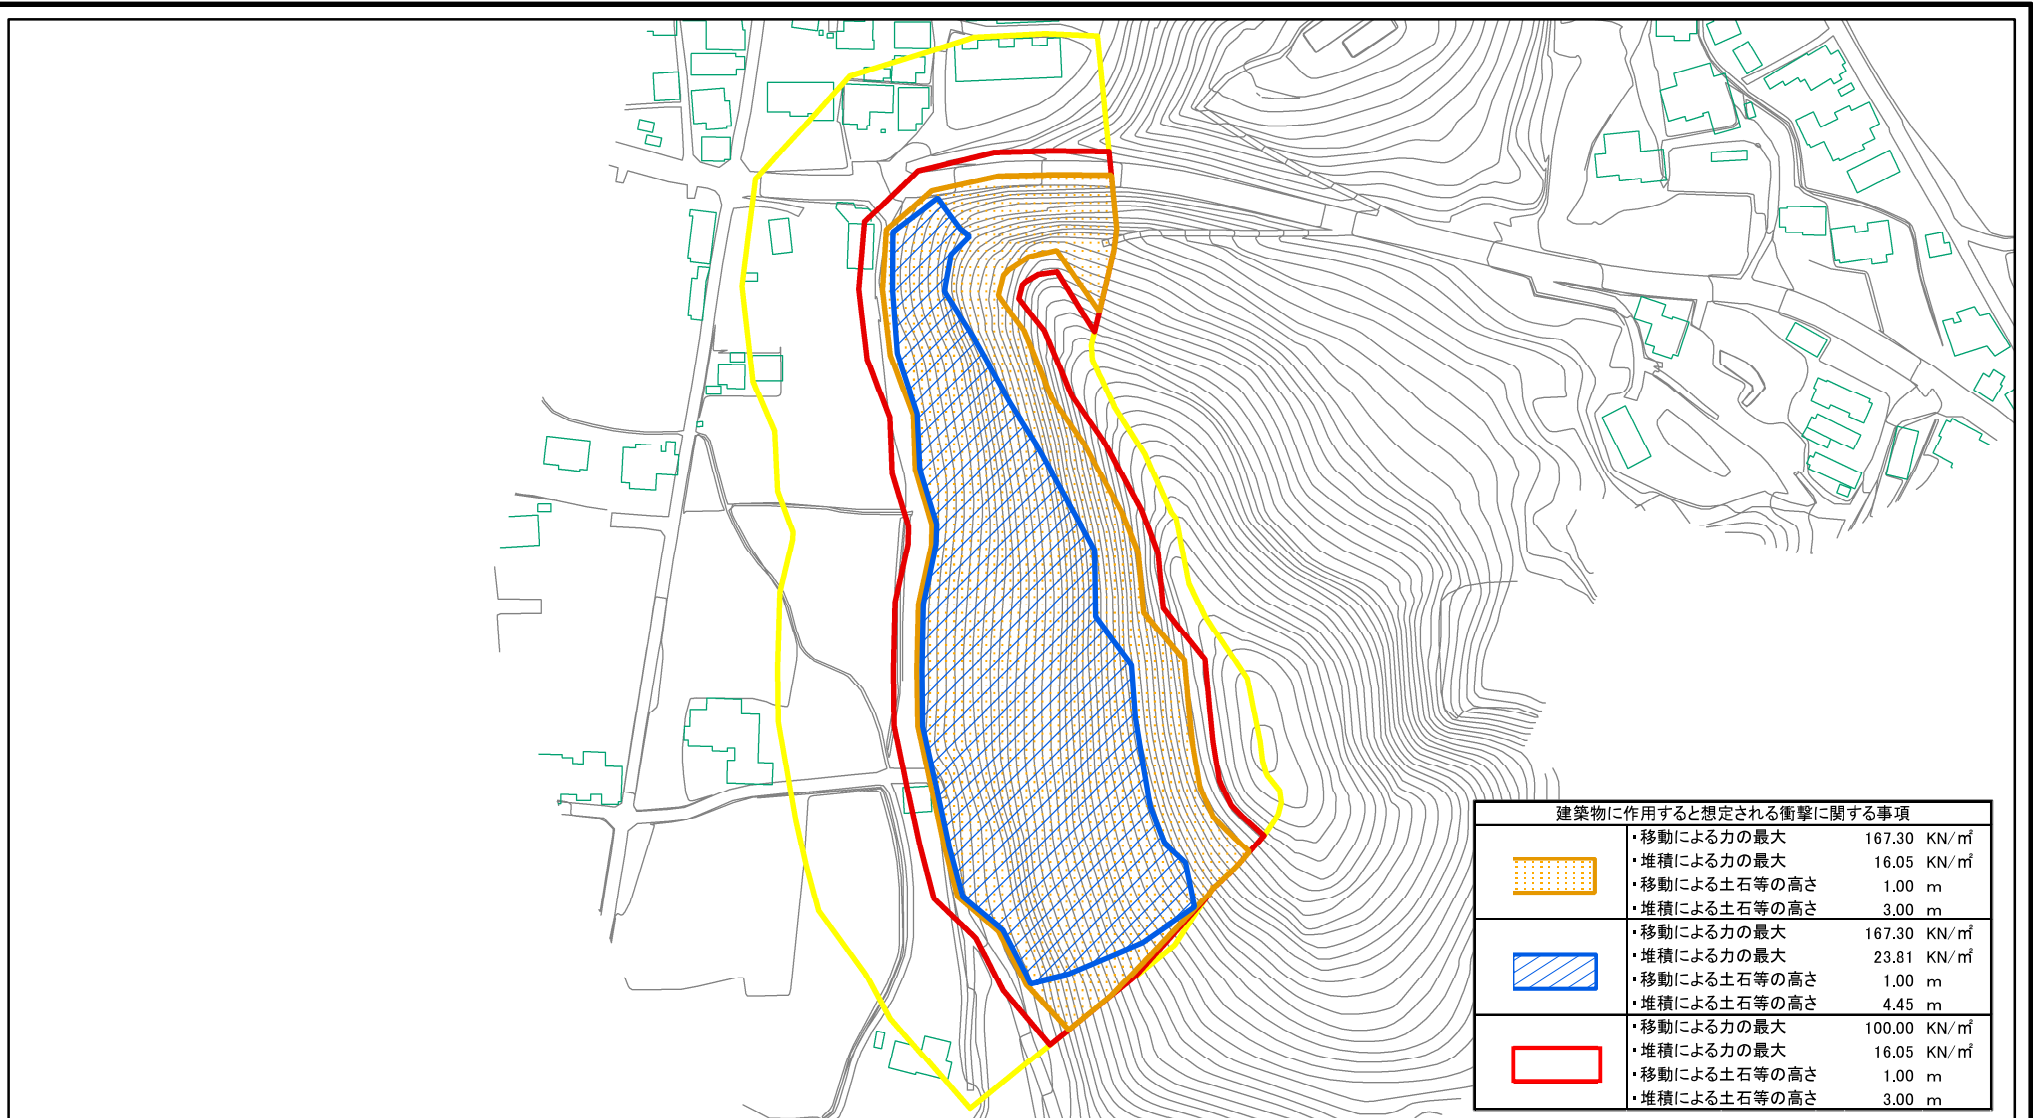 建築物に作用すると想定される衝撃に関する事項
・移動による力の最大 167.30 KN/㎡
・堆積による力の最大 16.05 KN/㎡
・移動による土石等の高さ 1.00 m
・堆積による土石等の高さ 3.00 m
・移動による力の最大 167.30 KN/㎡
・堆積による力の最大 23.81 KN/㎡
・移動による土石等の高さ 1.00 m
・堆積による土石等の高さ 4.45 m
・移動による力の最大 100.00 KN/㎡
・堆積による力の最大 16.05 KN/㎡
・移動による土石等の高さ 1.00 m
・堆積による土石等の高さ 3.00 m